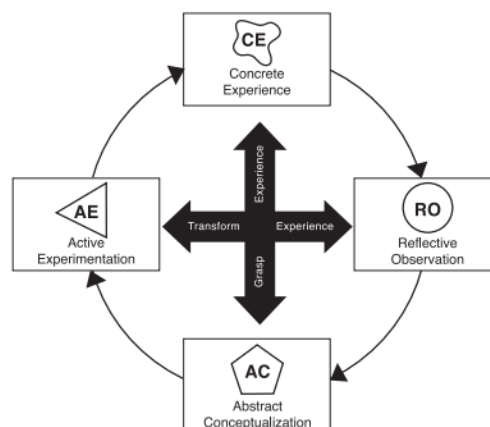 CE
Concrete
Experience
Experience
AE
Active
Experimentation
Transform
Experience
RO
Reflective
Observation
Grasp
AC
Abstract
Conceptualization